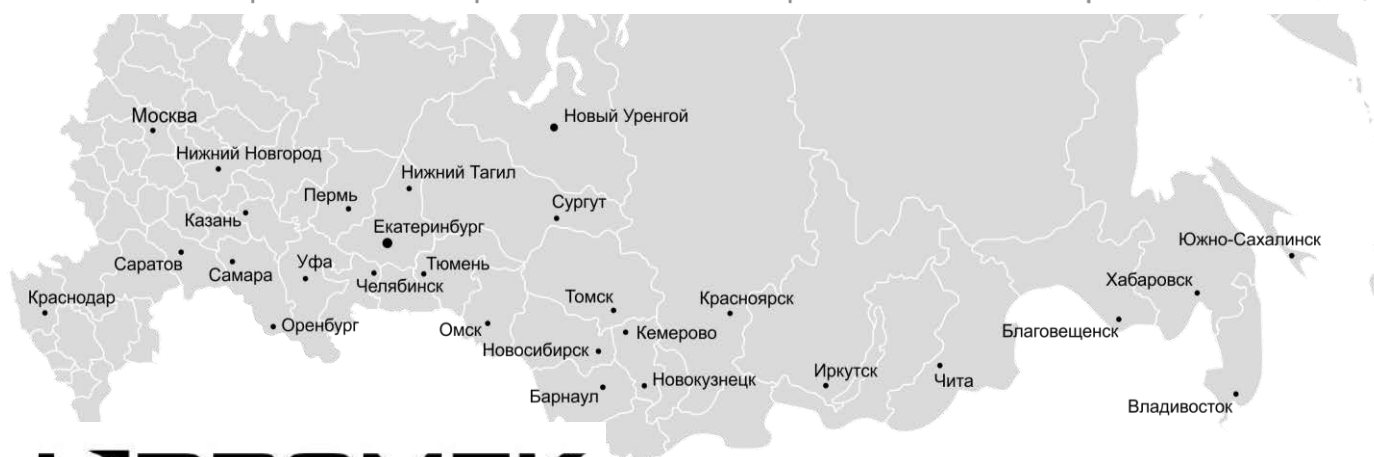 Москва
Новый Уренгой
Нижний Новгород
Нижний Тагил
Пермь
Сургут
Казань
Екатеринбург
Южно-Сахалинск
Саратов
Самара
Уфа
Тюмень
Челябинск
Хабаровск
Краснодар
Томск
Красноярск
Оренбург
Омск
Кемерово
Благовещенск
Новосибирск
Иркутск
Чита
Новокузнецк
Барнаул
Владивосток